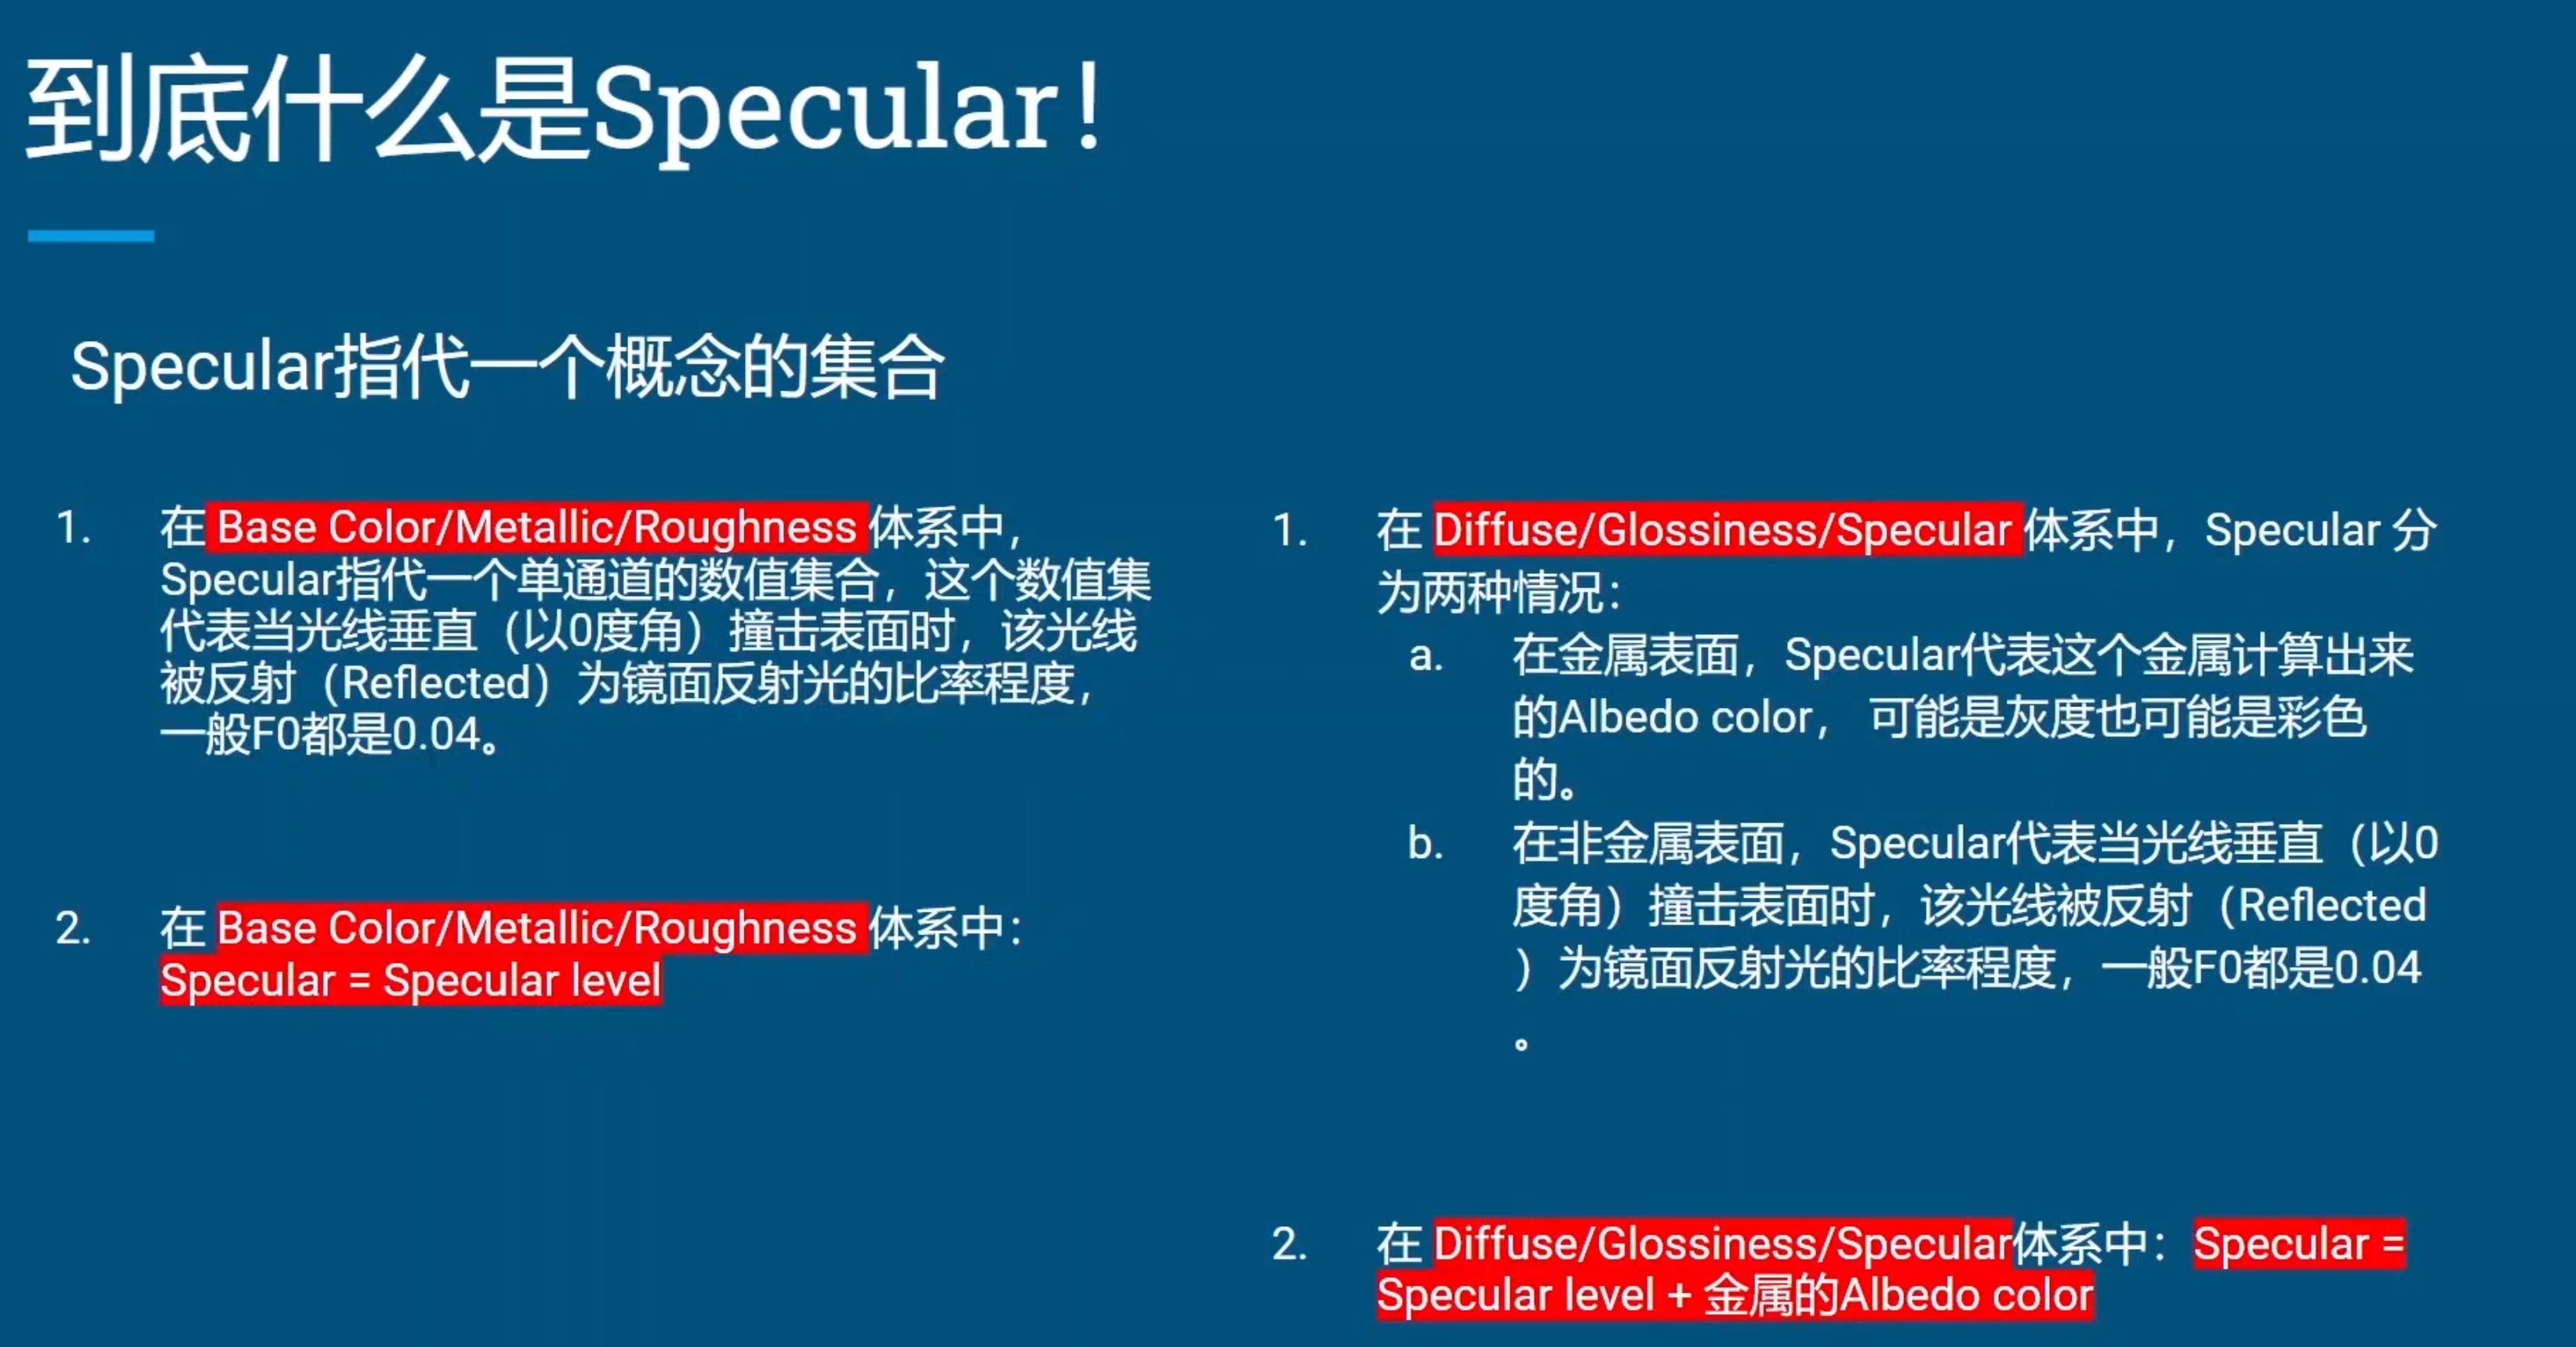 到底什么是Specular！
Specular指代一个概念的集合
1. 在 Base Color/Metallic/Roughness 体系中，
Specular指代一个单通道的数值集合，这个数值集
代表当光线垂直（以0度角）撞击表面时，该光线
被反射（Reflected）为镜面反射光的比率程度，
一般F0都是0.04。
2. 在 Base Color/Metallic/Roughness 体系中：
Specular = Specular level
1. 在 Diffuse/Glossiness/Specular 体系中，Specular 分
为两种情况：
a. 在金属表面，Specular代表这个金属计算出来
的Albedo color， 可能是灰度也可能是彩色
的。
b. 在非金属表面，Specular代表当光线垂直（以0
度角）撞击表面时，该光线被反射（Reflected
）为镜面反射光的比率程度，一般F0都是0.04
。
2. 在 Diffuse/Glossiness/Specular体系中：Specular =
Specular level + 金属的Albedo color